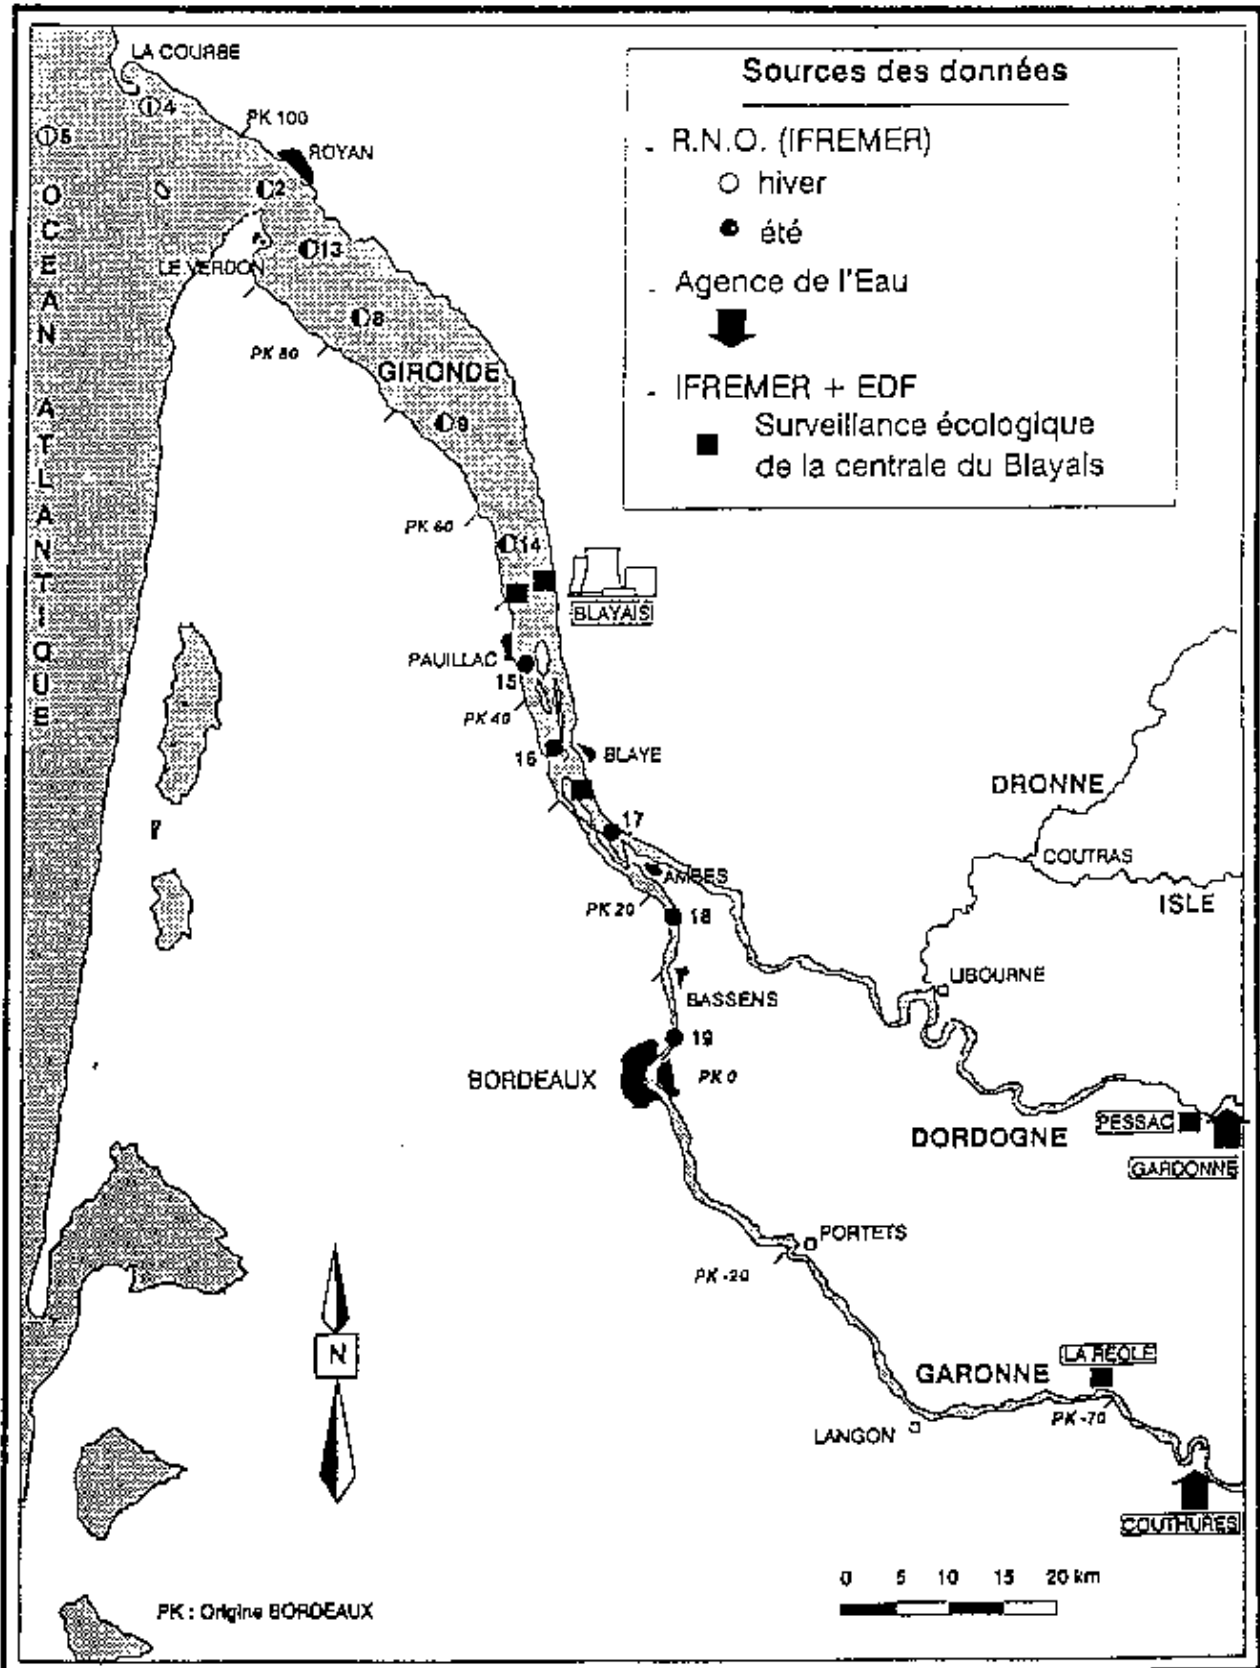 LA COURBE
4
PK 100
5
ROYAN
2
13
LE VERDON
8
PK 80
GIRONDE
9
PK 60
14
OCEAN ATLANTIQUE
Sources des données
- R.N.O. (IFREMER)
hiver
été
- Agence de l'Eau
- IFREMER + EDF
Surveillance écologique
de la centrale du Blayais
BLAYAIS
PAUILLAC
15
PK 40
16
BLAYE
17
DRONNE
COUTRAS
ISLE
AMBES
PK 20
18
LIBOURNE
BASSENS
19
BORDEAUX
PK 0
DORDOGNE
PESSAC
GARDONNE
PORTETS
PK -20
N
GARONNE
LA REOLE
PK -70
LANGON
COUTHURES
0 5 10 15 20 km
PK : Origine BORDEAUX